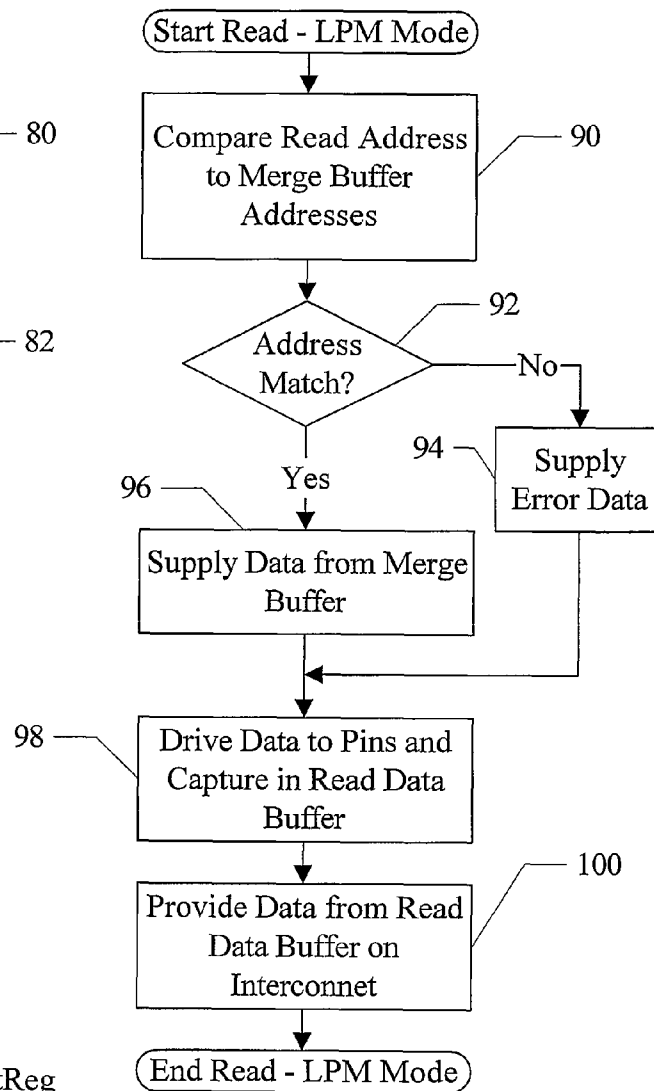 Start Read - LPM Mode
80
Compare Read Address
to Merge Buffer
Addresses
90
82
92
Address
Match?
No
Yes
94
Supply
Error Data
96
Supply Data from Merge
Buffer
98
Drive Data to Pins and
Capture in Read Data
Buffer
100
Provide Data from Read
Data Buffer on
Interconnet
End Read - LPM Mode
tReg